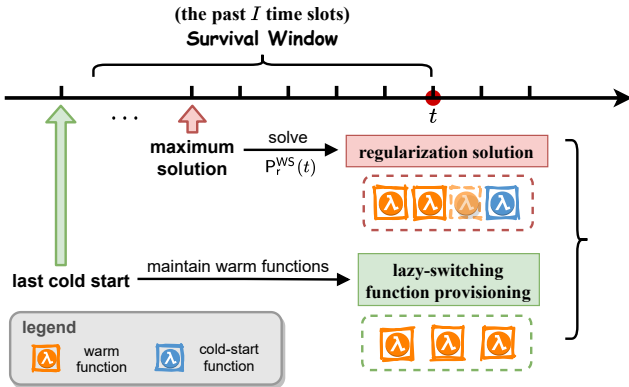 (the past I time slots)
Survival Window
...
t
maximum
solution
solve
P_r^WS(t)
regularization solution
λ λ λ λ
last cold start
maintain warm functions
lazy-switching
function provisioning
λ λ λ
legend
λ warm
function
λ cold-start
function